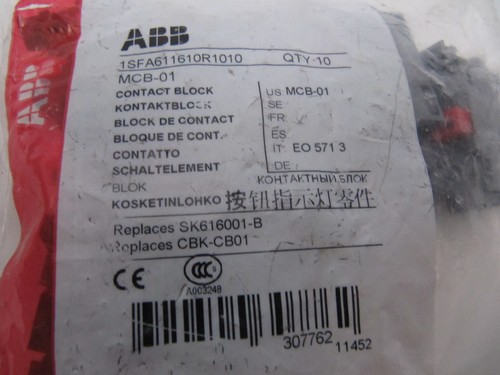 ABB
ABB
1SFA611610R1010 QTY·10
MCB-01
CONTACT BLOCK US MCB-01
KONTAKTBLOCK SE
BLOCK DE CONTACT FR
BLOQUE DE CONT. ES
CONTATTO IT EO 571 3
SCHALTELEMENT DE
BLOK КОНТАКТНЫЙ БЛОК
KOSKETINLOHKO 按钮指示灯零件
Replaces SK616001-B
Replaces CBK-CB01
CE CCC
A003248
307762
11452